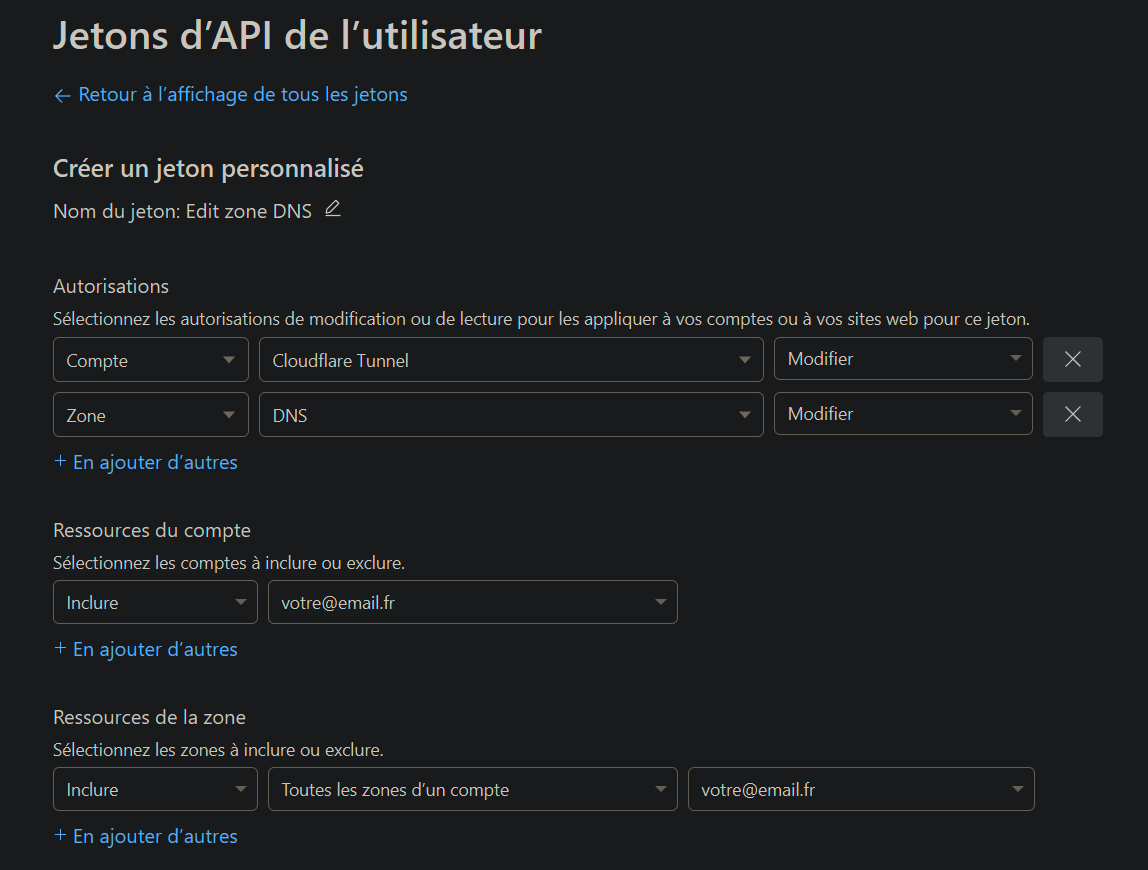 Jetons d’API de l’utilisateur
← Retour à l’affichage de tous les jetons
Créer un jeton personnalisé
Nom du jeton: Edit zone DNS
Autorisations
Sélectionnez les autorisations de modification ou de lecture pour les appliquer à vos comptes ou à vos sites web pour ce jeton.
Compte Cloudflare Tunnel Modifier
Zone DNS Modifier
+ En ajouter d’autres
Ressources du compte
Sélectionnez les comptes à inclure ou exclure.
Inclure votre@email.fr
+ En ajouter d’autres
Ressources de la zone
Sélectionnez les zones à inclure ou exclure.
Inclure Toutes les zones d’un compte votre@email.fr
+ En ajouter d’autres